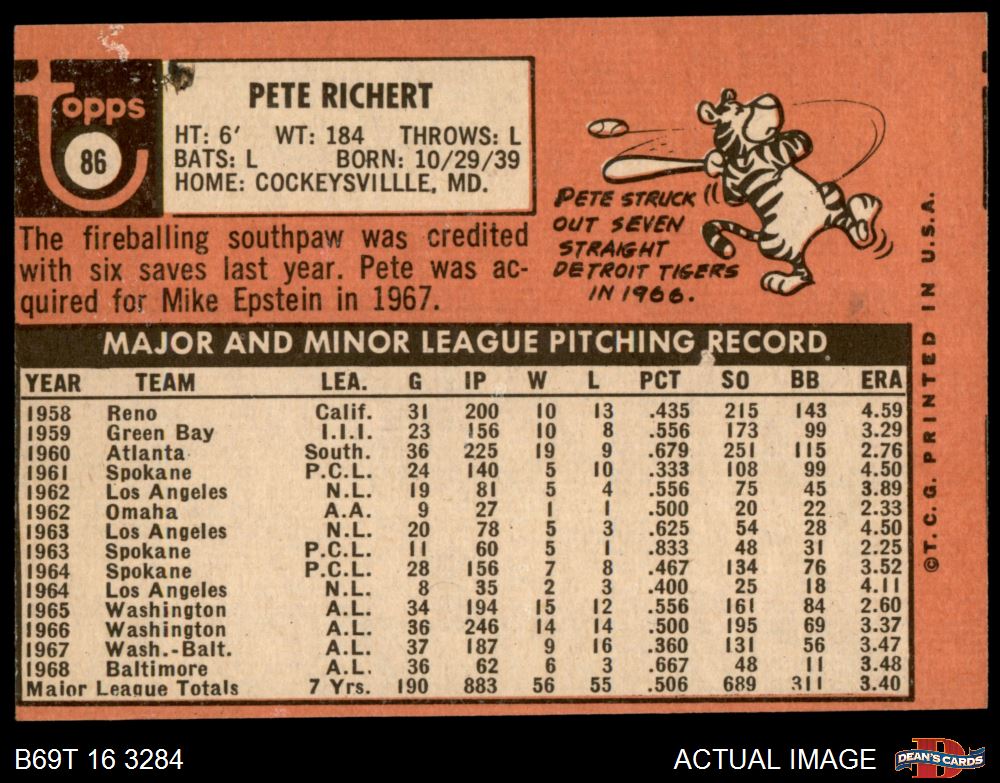 Topps
86
PETE RICHERT
HT: 6' WT: 184 THROWS: L
BATS: L BORN: 10/29/39
HOME: COCKEYSVILLLE, MD.
The fireballing southpaw was credited
with six saves last year. Pete was ac-
quired for Mike Epstein in 1967.
PETE STRUCK
OUT SEVEN
STRAIGHT
DETROIT TIGERS
IN 1966.
MAJOR AND MINOR LEAGUE PITCHING RECORD
YEAR TEAM LEA. G IP W L PCT SO BB ERA
1958 Reno Calif. 31 200 10 13 .435 215 143 4.59
1959 Green Bay I.I.I. 23 156 10 8 .556 173 99 3.29
1960 Atlanta South. 36 225 19 9 .679 251 115 2.76
1961 Spokane P.C.L. 24 140 5 10 .333 108 99 4.50
1962 Los Angeles N.L. 19 81 5 4 .556 75 45 3.89
1962 Omaha A.A. 9 27 1 1 .500 20 22 2.33
1963 Los Angeles N.L. 20 78 5 3 .625 54 28 4.50
1963 Spokane P.C.L. 11 60 5 1 .833 48 31 2.25
1964 Spokane P.C.L. 28 156 7 8 .467 134 76 3.52
1964 Los Angeles N.L. 8 35 2 3 .400 25 18 4.11
1965 Washington A.L. 34 194 15 12 .556 161 84 2.60
1966 Washington A.L. 36 246 14 14 .500 195 69 3.37
1967 Wash.-Balt. A.L. 37 187 9 16 .360 131 56 3.47
1968 Baltimore A.L. 36 62 6 3 .667 48 11 3.48
Major League Totals 7 Yrs. 190 883 56 55 .506 689 311 3.40
©T.C.G. PRINTED IN U.S.A.
B69T 16 3284
ACTUAL IMAGE
DEAN'S CARDS